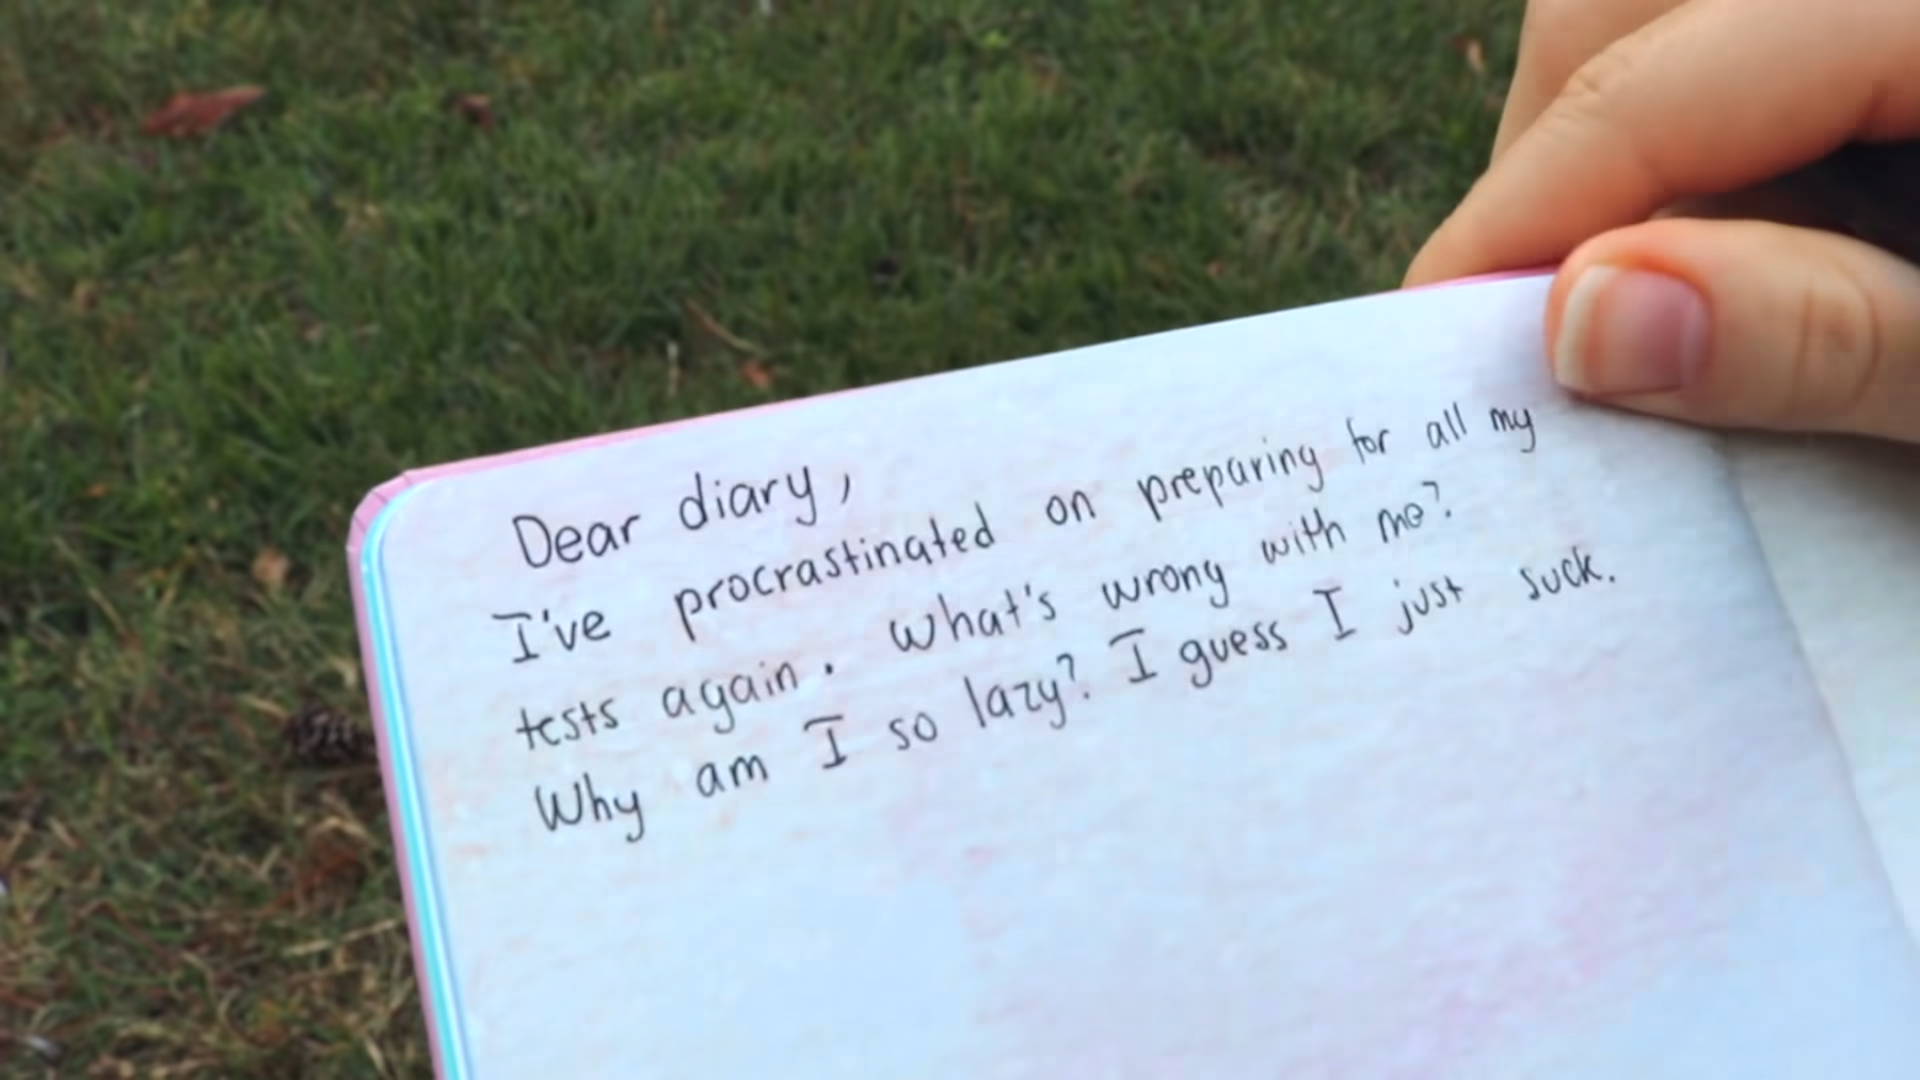 Dear diary,
I've procrastinated on preparing for all my
tests again. What's wrong with me?
Why am I so lazy? I guess I just suck.